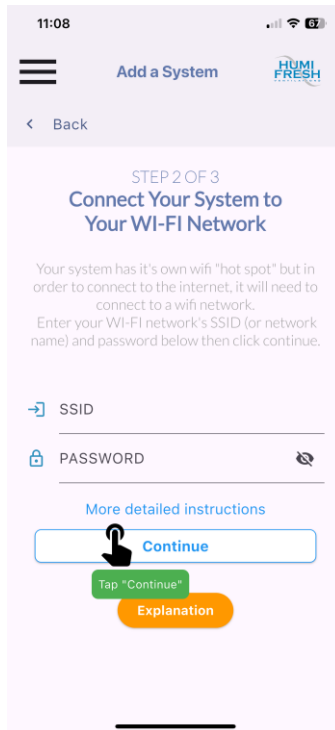 11:08
67
Add a System
HUMI
FRESH
Back
STEP 2 OF 3
Connect Your System to
Your WI-FI Network
Your system has it's own wifi "hot spot" but in
order to connect to the internet, it will need to
connect to a wifi network.
Enter your WI-FI network's SSID (or network
name) and password below then click continue.
SSID
PASSWORD
More detailed instructions
Continue
Tap "Continue"
Explanation